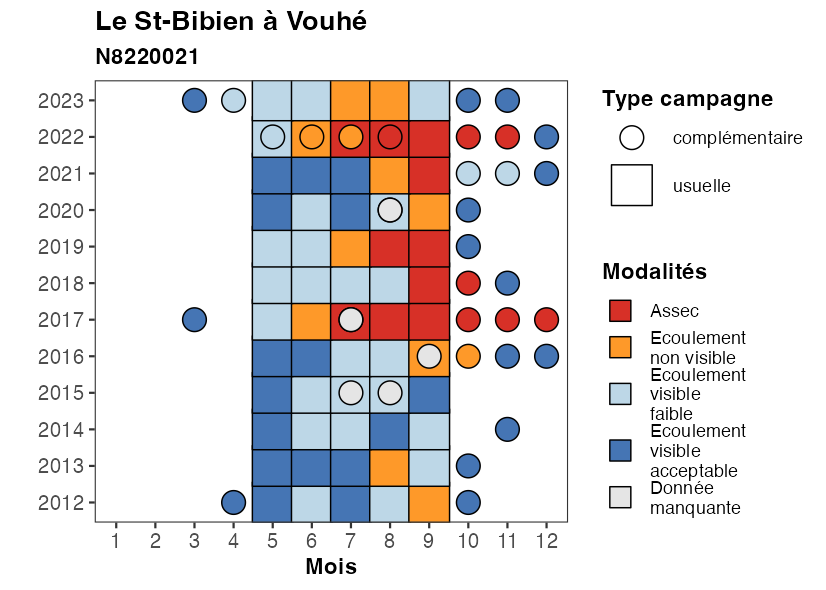 Le St-Bibien à Vouhé
N8220021
2023
2022
2021
2020
2019
2018
2017
2016
2015
2014
2013
2012
1 2 3 4 5 6 7 8 9 10 11 12
Mois
Type campagne
complémentaire
usuelle
Modalités
Assec
Ecoulement
non visible
Ecoulement
visible
faible
Ecoulement
visible
acceptable
Donnée
manquante